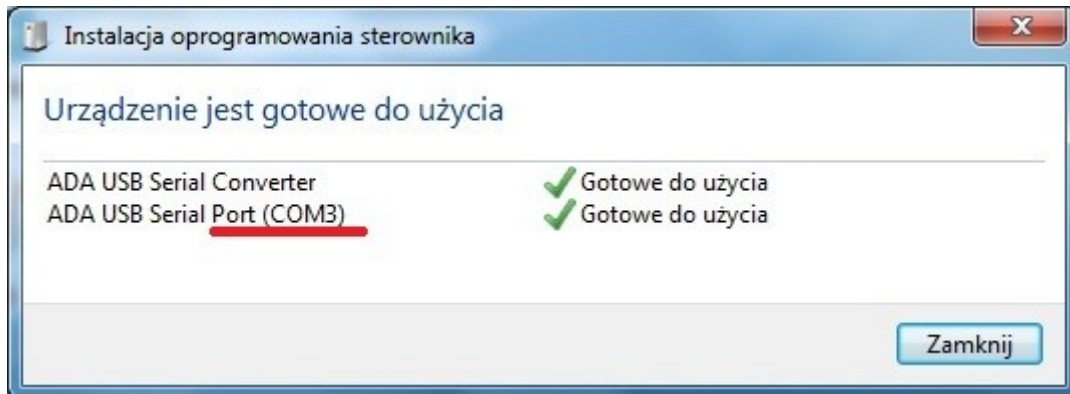 Instalacja oprogramowania sterownika
Urządzenie jest gotowe do użycia
ADA USB Serial Converter Gotowe do użycia
ADA USB Serial Port (COM3) Gotowe do użycia
Zamknij